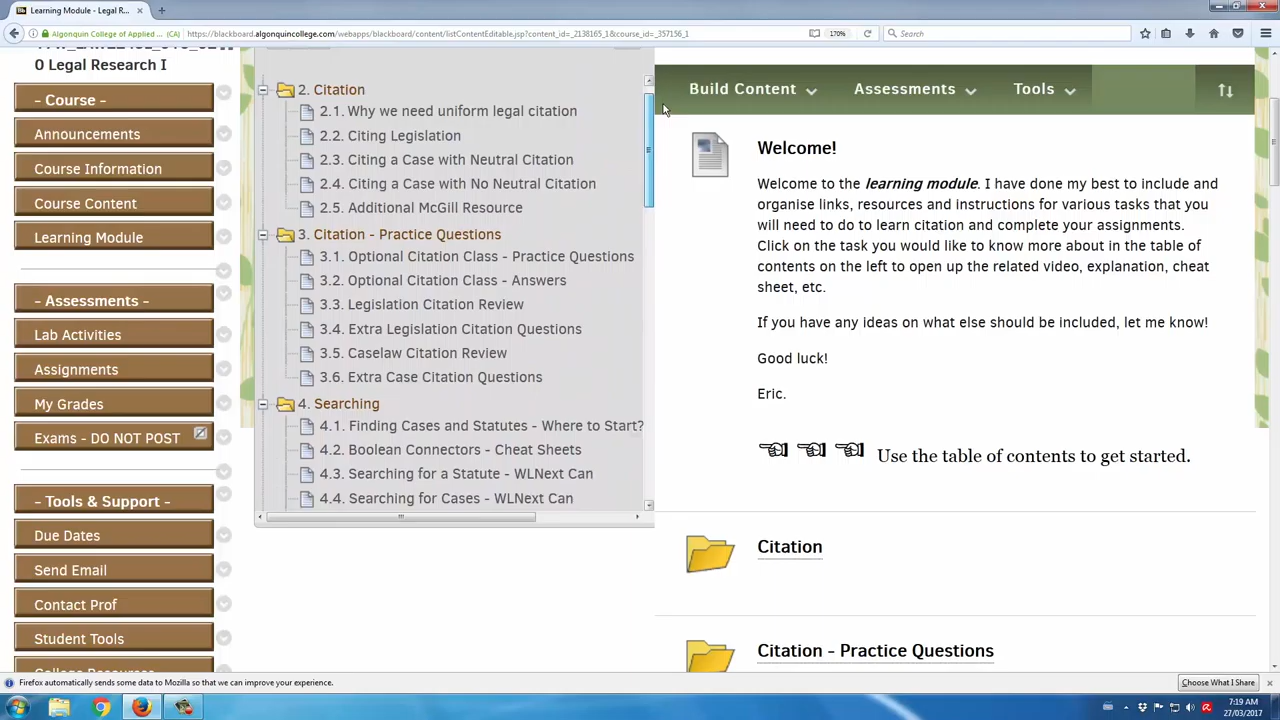 Learning Module – Legal R...
Algonquin College of Applied ... (CA)
https://blackboard.algonquincollege.com/webapps/blackboard/content/listContentEditable.jsp?content_id=_2138165_1&course_id=_357156_1
170%
Search
0 Legal Research I
- Course -
Announcements
Course Information
Course Content
Learning Module
- Assessments -
Lab Activities
Assignments
My Grades
Exams - DO NOT POST
- Tools & Support -
Due Dates
Send Email
Contact Prof
Student Tools
2. Citation
2.1. Why we need uniform legal citation
2.2. Citing Legislation
2.3. Citing a Case with Neutral Citation
2.4. Citing a Case with No Neutral Citation
2.5. Additional McGill Resource
3. Citation - Practice Questions
3.1. Optional Citation Class - Practice Questions
3.2. Optional Citation Class - Answers
3.3. Legislation Citation Review
3.4. Extra Legislation Citation Questions
3.5. Caselaw Citation Review
3.6. Extra Case Citation Questions
4. Searching
4.1. Finding Cases and Statutes - Where to Start?
4.2. Boolean Connectors - Cheat Sheets
4.3. Searching for a Statute - WLNext Can
4.4. Searching for Cases - WLNext Can
Build Content
Assessments
Tools
Welcome!
Welcome to the learning module. I have done my best to include and
organise links, resources and instructions for various tasks that you
will need to do to learn citation and complete your assignments.
Click on the task you would like to know more about in the table of
contents on the left to open up the related video, explanation, cheat
sheet, etc.
If you have any ideas on what else should be included, let me know!
Good luck!
Eric.
Use the table of contents to get started.
Citation
Citation - Practice Questions
Firefox automatically sends some data to Mozilla so that we can improve your experience.
Choose What I Share
7:19 AM
27/03/2017